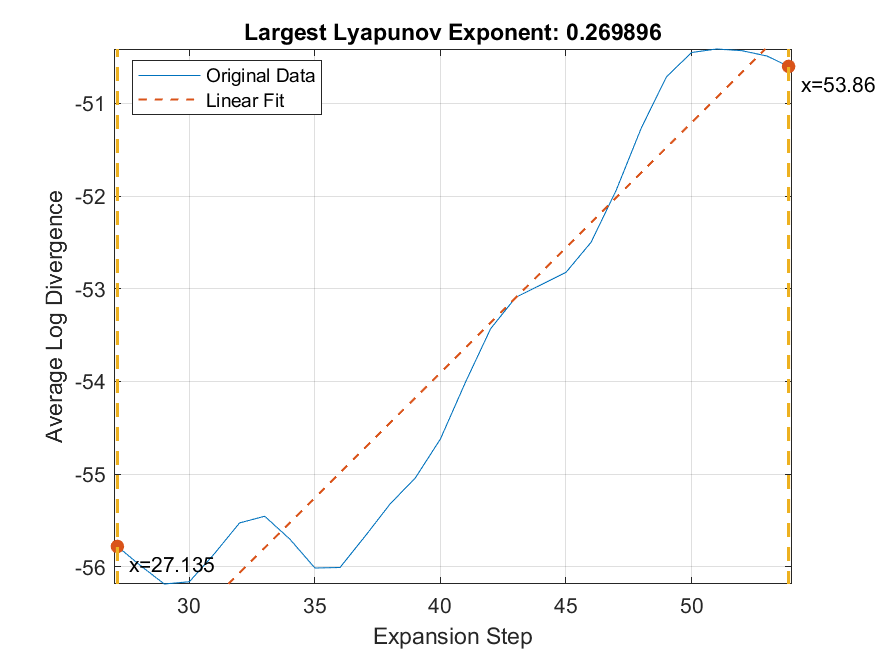 Largest Lyapunov Exponent: 0.269896
Original Data
Linear Fit
x=53.86
x=27.135
-51
-52
-53
-54
-55
-56
30
35
40
45
50
Expansion Step
Average Log Divergence